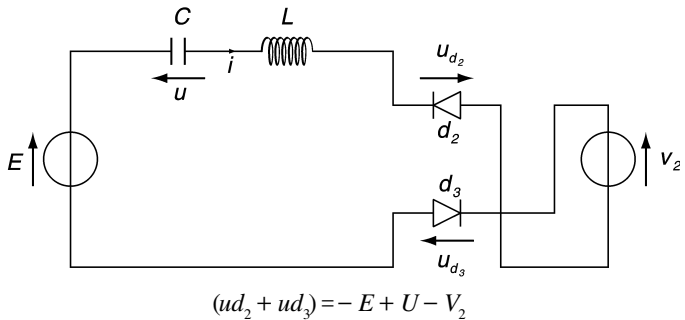 C
L
i
u
u_{d_2}
d_2
E
v_2
d_3
u_{d_3}
(ud_2 + ud_3) = – E + U – V_2